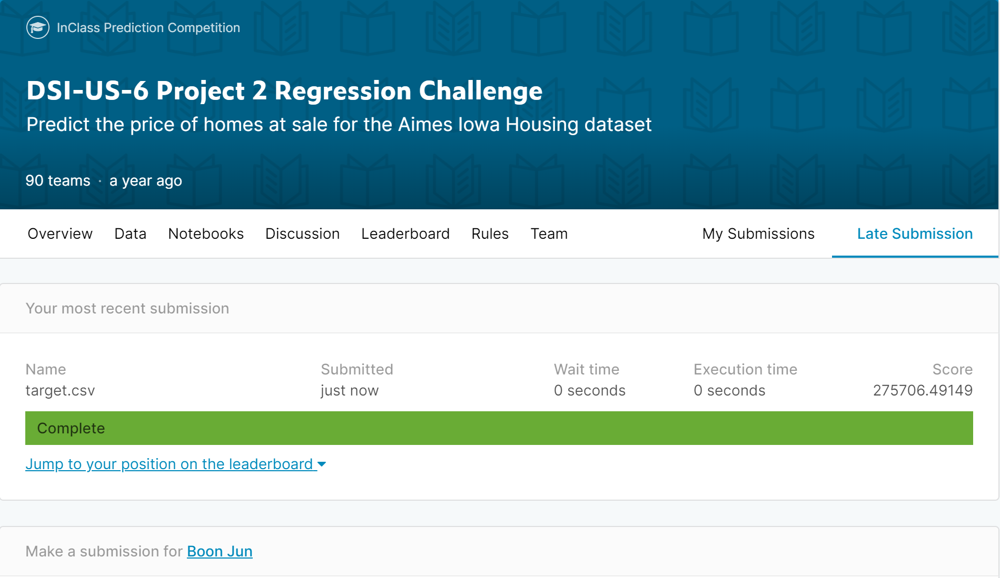 InClass Prediction Competition
DSI-US-6 Project 2 Regression Challenge
Predict the price of homes at sale for the Aimes Iowa Housing dataset
90 teams · a year ago
Overview Data Notebooks Discussion Leaderboard Rules Team My Submissions Late Submission
Your most recent submission
Name Submitted Wait time Execution time Score
target.csv just now 0 seconds 0 seconds 275706.49149
Complete
Jump to your position on the leaderboard
Make a submission for Boon Jun